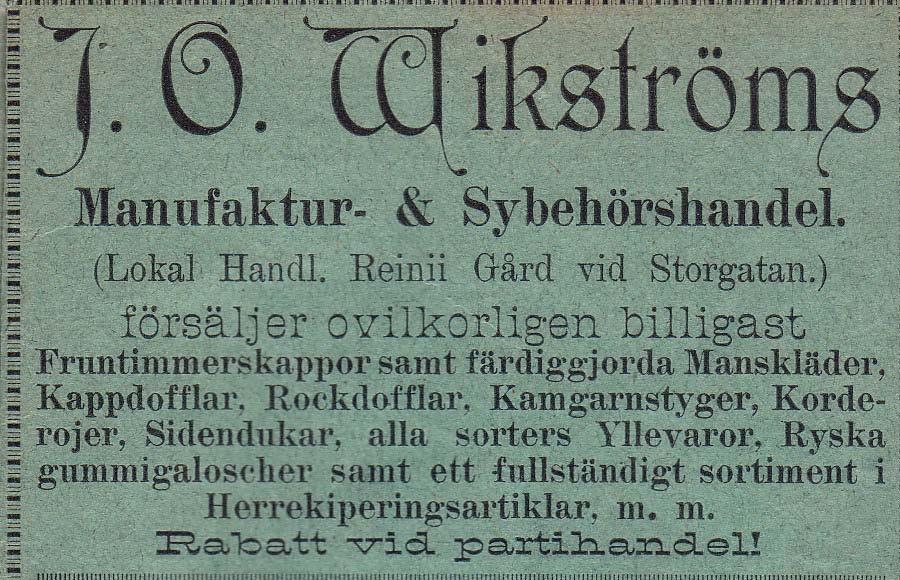 J. O. Wikströms
Manufaktur- & Sybehörshandel.
(Lokal Handl. Reinii Gård vid Storgatan.)
försäljer ovilkorligen billigast
Fruntimmerskappor samt färdiggjorda Manskläder,
Kappdofflar, Rockdofflar, Kamgarnstyger, Korde-
rojer, Sidendukar, alla sorters Yllevaror, Ryska
gummigaloscher samt ett fullständigt sortiment i
Herrekiperingsartiklar, m. m.
Rabatt vid partihandel!